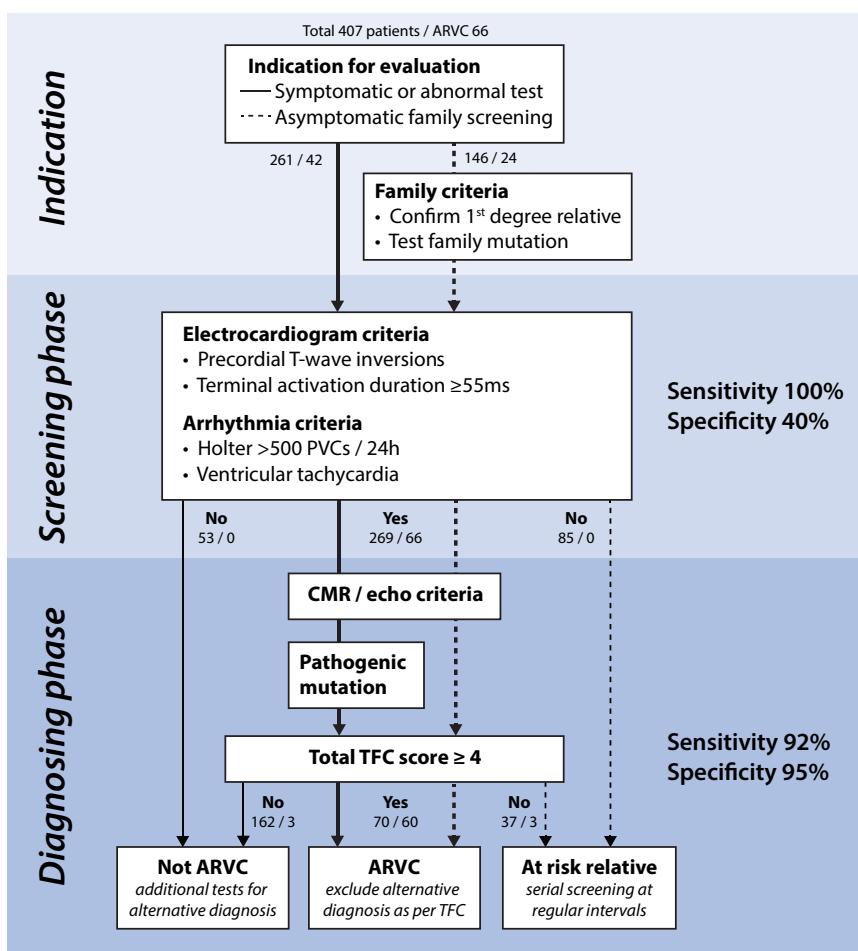 Total 407 patients / ARVC 66
Indication for evaluation
Symptomatic or abnormal test
Asymptomatic family screening
261 / 42
146 / 24
Indication
Family criteria
• Confirm 1st degree relative
• Test family mutation
Screening phase
Electrocardiogram criteria
• Precordial T-wave inversions
• Terminal activation duration ≥55ms
Arrhythmia criteria
• Holter >500 PVCs / 24h
• Ventricular tachycardia
Sensitivity 100%
Specificity 40%
No
53 / 0
Yes
269 / 66
No
85 / 0
Diagnosing phase
CMR / echo criteria
Pathogenic
mutation
Total TFC score ≥ 4
Sensitivity 92%
Specificity 95%
No
162 / 3
Yes
70 / 60
No
37 / 3
Not ARVC
additional tests for
alternative diagnosis
ARVC
exclude alternative
diagnosis as per TFC
At risk relative
serial screening at
regular intervals